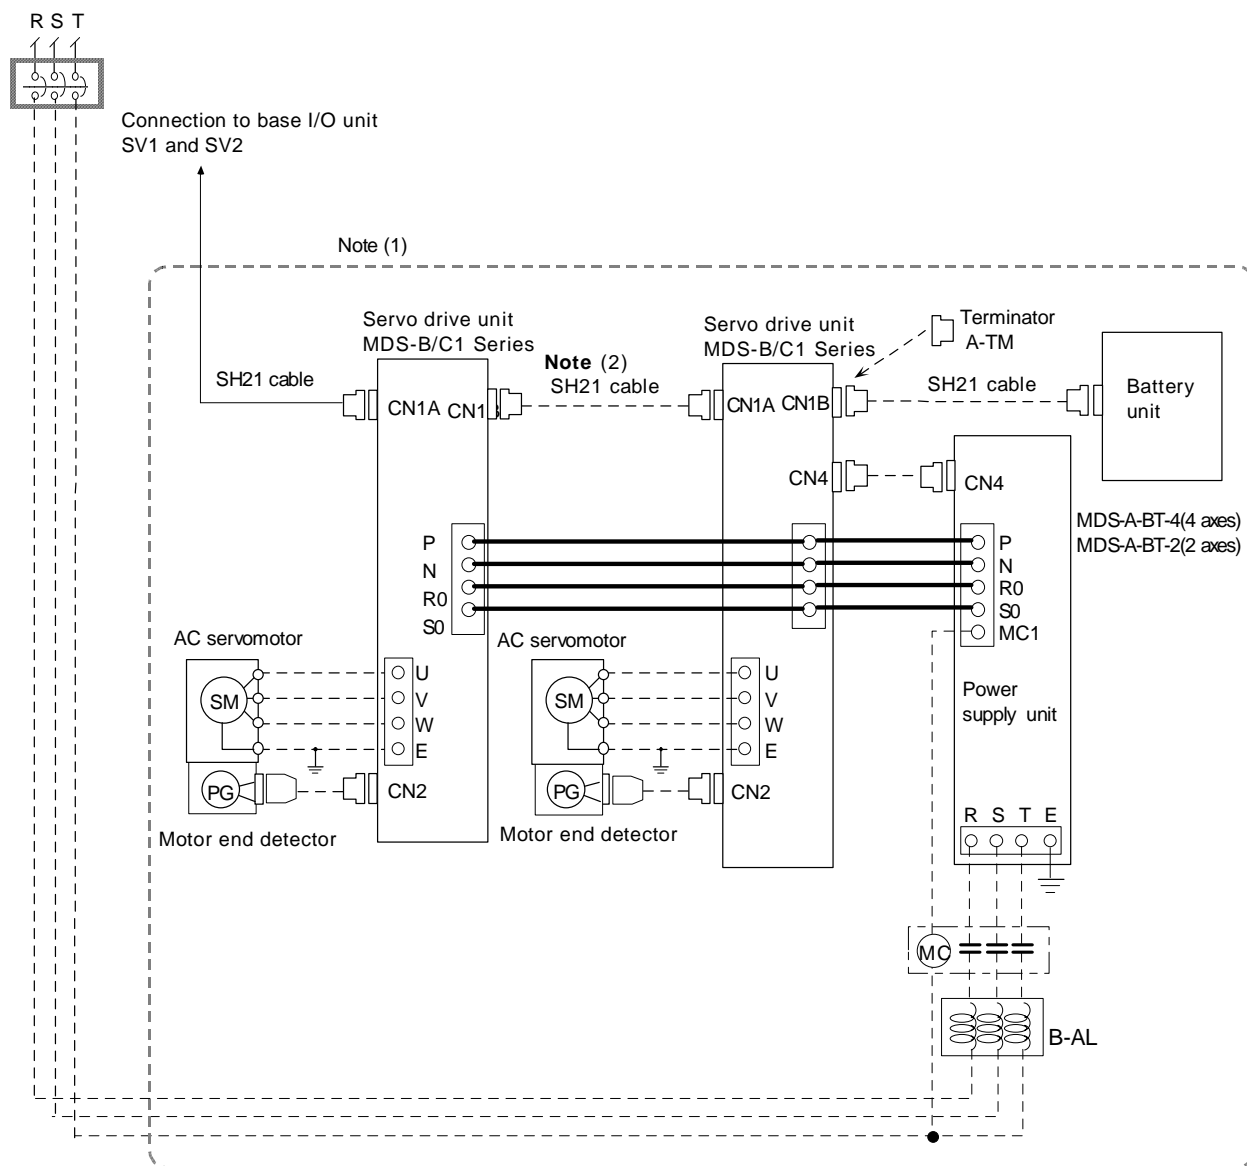 R S T
Connection to base I/O unit
SV1 and SV2
Note (1)
Servo drive unit
MDS-B/C1 Series
Servo drive unit
MDS-B/C1 Series
Terminator
A-TM
Note (2)
SH21 cable
SH21 cable
SH21 cable
Battery
unit
CN1A
CN1
CN1A
CN1B
CN4
CN4
MDS-A-BT-4(4 axes)
MDS-A-BT-2(2 axes)
P
N
R0
S0
P
N
R0
S0
MC1
AC servomotor
AC servomotor
SM
U
V
W
E
SM
U
V
W
E
Power
supply unit
PG
CN2
PG
CN2
Motor end detector
Motor end detector
R S T E
MC
B-AL